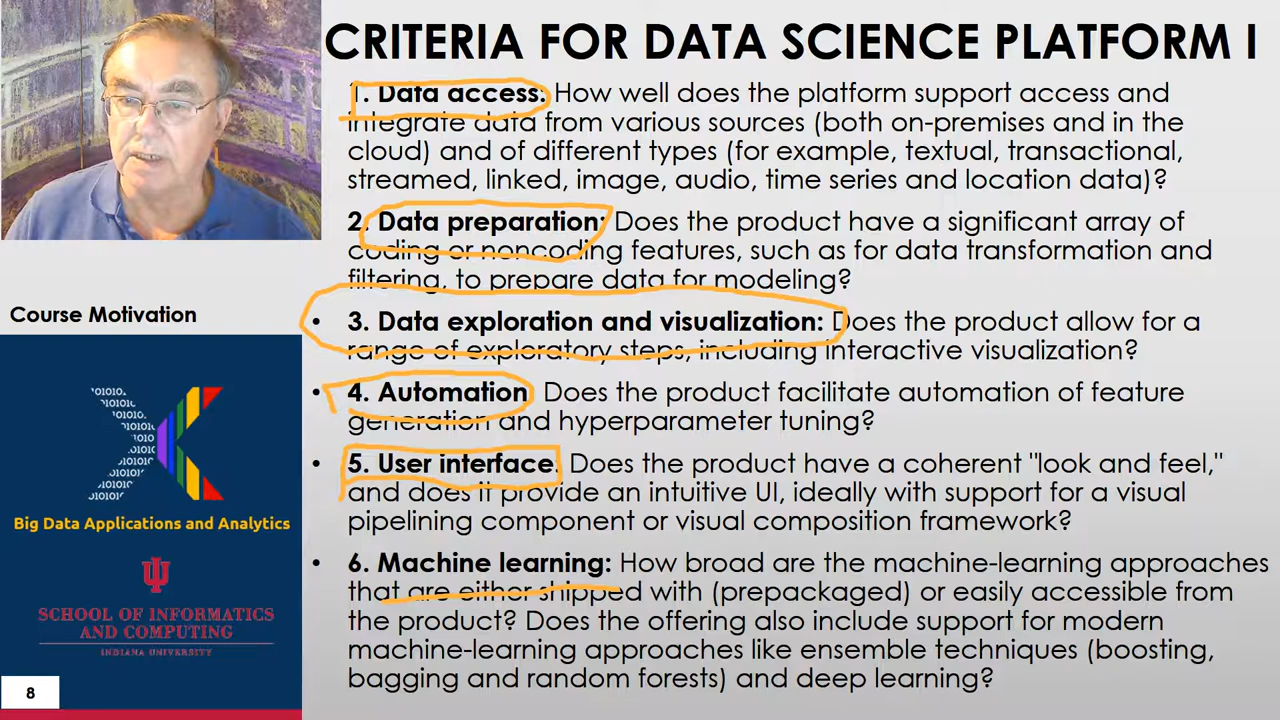 CRITERIA FOR DATA SCIENCE PLATFORM I
1. Data access: How well does the platform support access and
integrate data from various sources (both on-premises and in the
cloud) and of different types (for example, textual, transactional,
streamed, linked, image, audio, time series and location data)?
2. Data preparation: Does the product have a significant array of
coding or noncoding features, such as for data transformation and
filtering, to prepare data for modeling?
• 3. Data exploration and visualization: Does the product allow for a
range of exploratory steps, including interactive visualization?
• 4. Automation Does the product facilitate automation of feature
generation and hyperparameter tuning?
• 5. User interface. Does the product have a coherent "look and feel,"
and does it provide an intuitive UI, ideally with support for a visual
pipelining component or visual composition framework?
• 6. Machine learning: How broad are the machine-learning approaches
that are either shipped with (prepackaged) or easily accessible from
the product? Does the offering also include support for modern
machine-learning approaches like ensemble techniques (boosting,
bagging and random forests) and deep learning?
Course Motivation
Big Data Applications and Analytics
SCHOOL OF INFORMATICS
AND COMPUTING
INDIANA UNIVERSITY
8